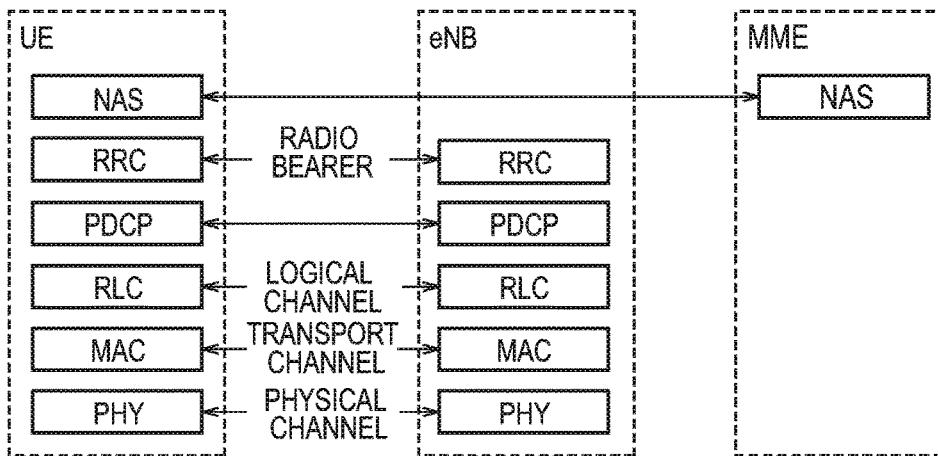 UE
eNB
MME
NAS
NAS
RRC
RADIO
BEARER
RRC
PDCP
PDCP
RLC
LOGICAL
CHANNEL
RLC
MAC
TRANSPORT
CHANNEL
MAC
PHY
PHYSICAL
CHANNEL
PHY